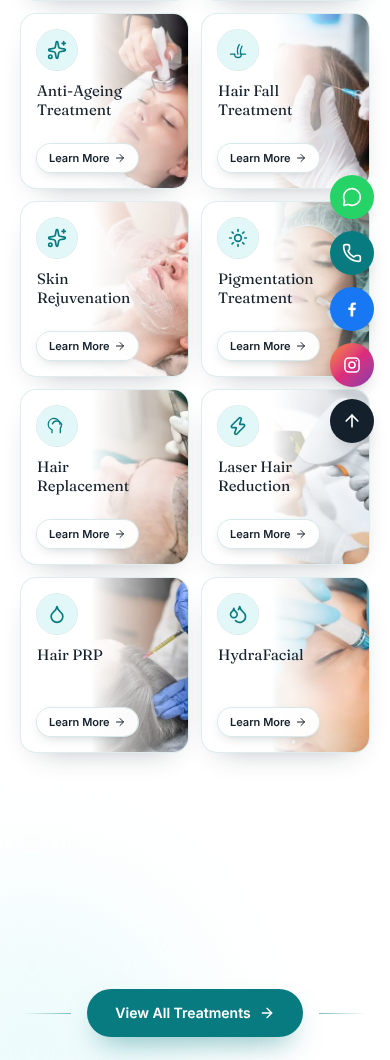 Anti-Ageing
Treatment
Learn More
Hair Fall
Treatment
Learn More
Skin
Rejuvenation
Learn More
Pigmentation
Treatment
Learn More
Hair
Replacement
Learn More
Laser Hair
Reduction
Learn More
Hair PRP
Learn More
HydraFacial
Learn More
View All Treatments